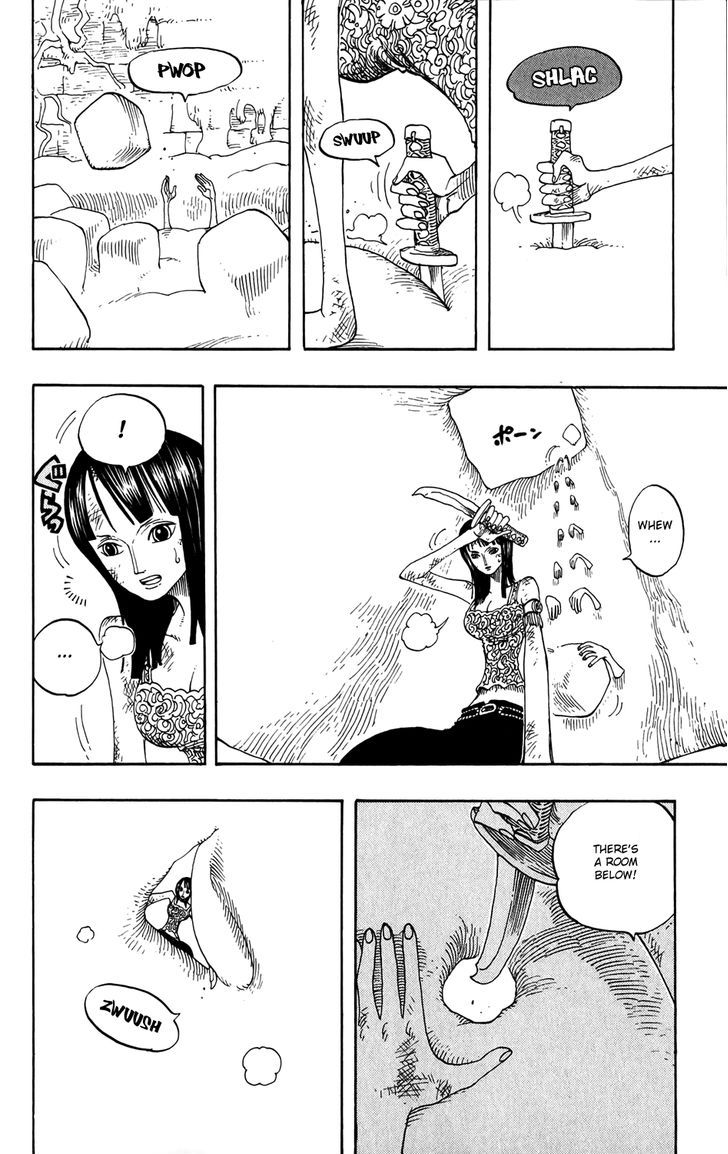 SHLAC
SWUUP
PWOP
ポーン
WHEW
...
!
...
THERE'S
A ROOM
BELOW!
ZWUUSH